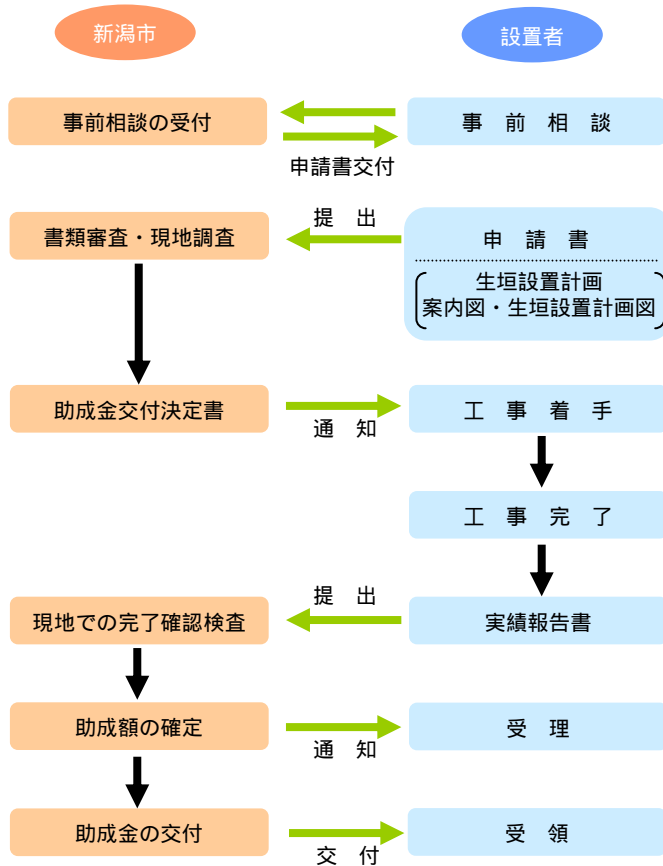 新潟市
設置者
事前相談の受付
事 前 相 談
申請書交付
提 出
書類審査・現地調査
申 請 書
生垣設置計画
案内図・生垣設置計画図
助成金交付決定書
通 知
工 事 着 手
工 事 完 了
提 出
現地での完了確認検査
実績報告書
助成額の確定
通 知
受 理
助成金の交付
交 付
受 領